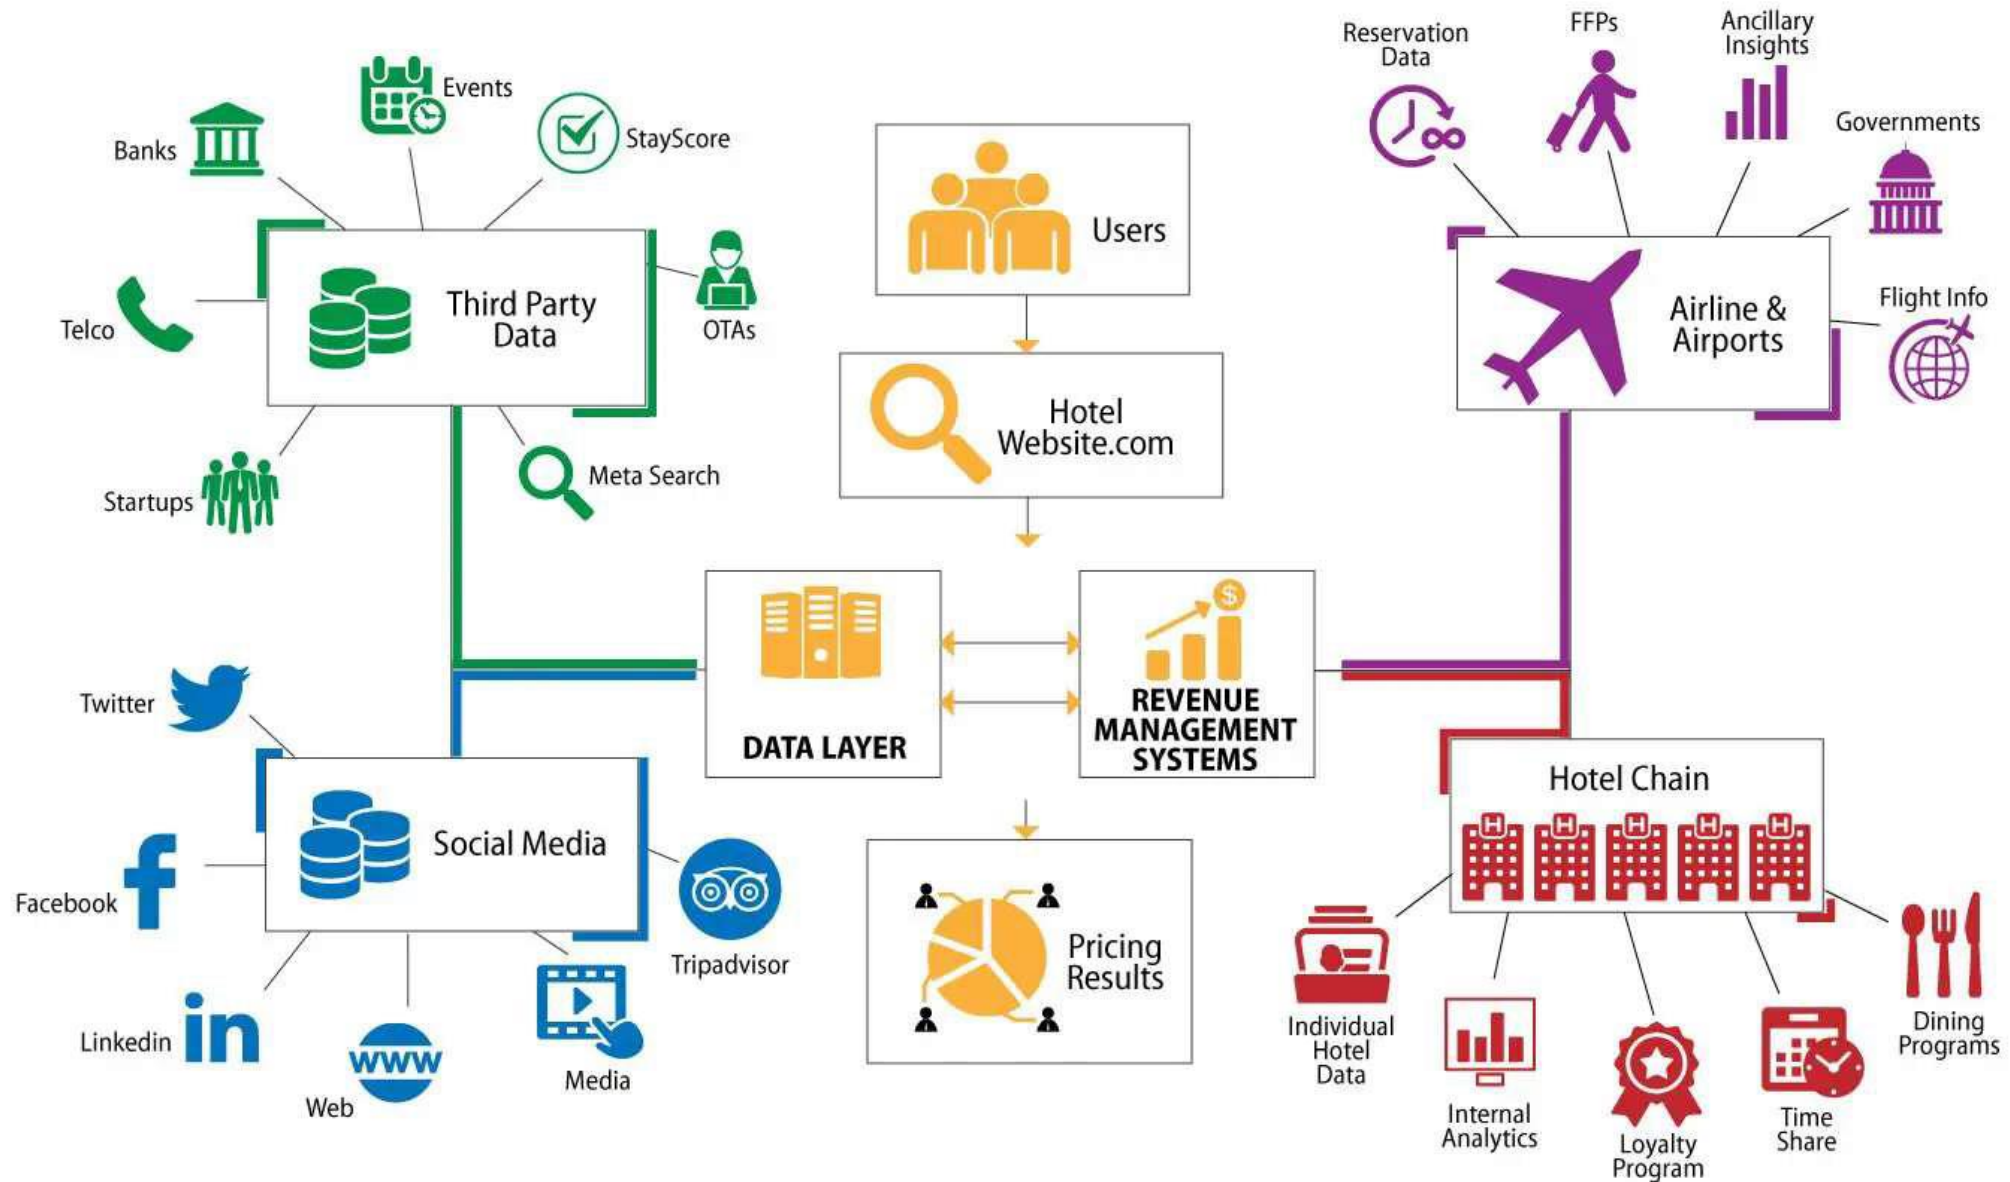 Banks
Events
StayScore
Telco
Third Party
Data
OTAs
Startups
Meta Search
Users
Hotel
Website.com
Reservation
Data
FFPs
Ancillary
Insights
Governments
Airline &
Airports
Flight Info
DATA LAYER
$
REVENUE
MANAGEMENT
SYSTEMS
Twitter
Social Media
Facebook
Linkedin
in
www
Web
Media
Tripadvisor
Pricing
Results
Hotel Chain
H
H
H
H
H
Individual
Hotel
Data
Internal
Analytics
Loyalty
Program
Time
Share
Dining
Programs